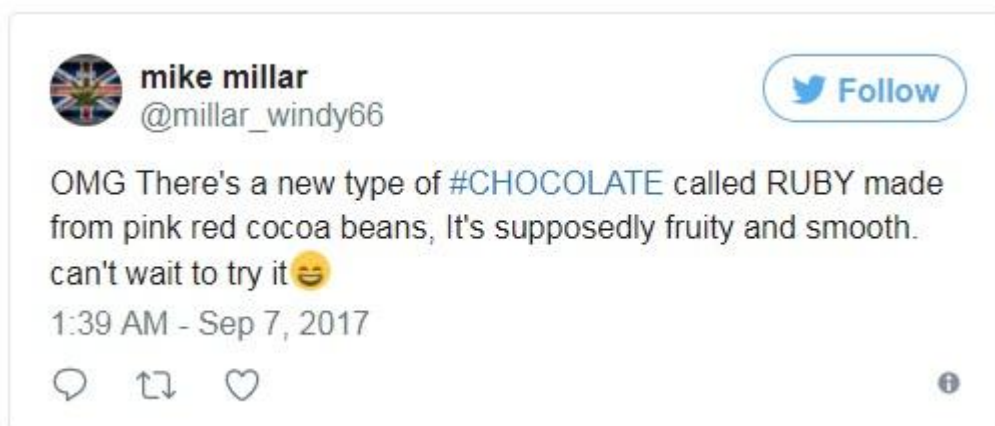 mike millar
@millar_windy66
Follow
OMG There's a new type of #CHOCOLATE called RUBY made
from pink red cocoa beans, It's supposedly fruity and smooth.
can't wait to try it😄
1:39 AM - Sep 7, 2017